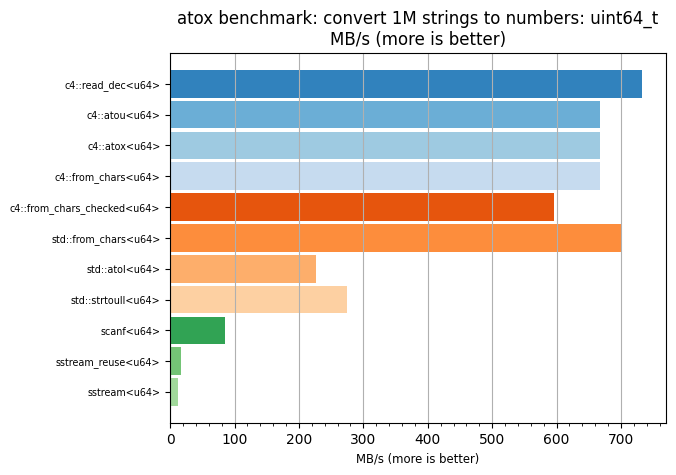 atox benchmark: convert 1M strings to numbers: uint64_t
MB/s (more is better)
c4::read_dec<u64>
c4::atou<u64>
c4::atox<u64>
c4::from_chars<u64>
c4::from_chars_checked<u64>
std::from_chars<u64>
std::atol<u64>
std::strtoull<u64>
scanf<u64>
sstream_reuse<u64>
sstream<u64>
0 100 200 300 400 500 600 700
MB/s (more is better)